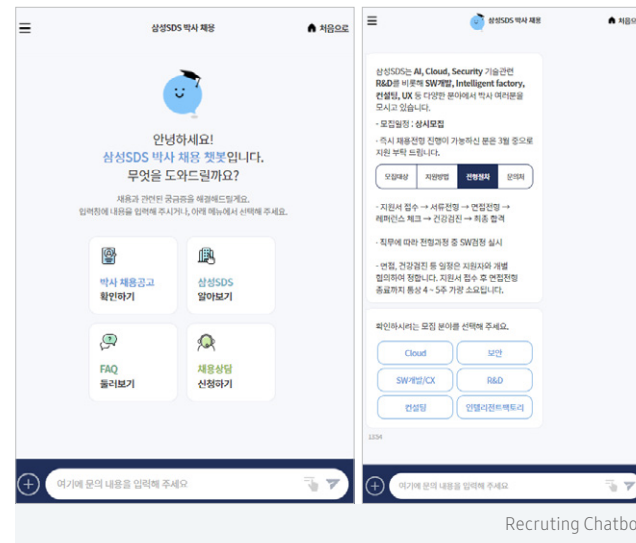 삼성SDS 박사 채용
처음으로
안녕하세요!
삼성SDS 박사 채용 챗봇입니다.
무엇을 도와드릴까요?
채용과 관련된 궁금증을 해결해드릴게요.
입력창에 내용을 입력해 주시거나, 아래 메뉴에서 선택해 주세요.
박사 채용공고
확인하기
삼성SDS
알아보기
FAQ
둘러보기
채용상담
신청하기
여기에 문의 내용을 입력해 주세요
삼성SDS 박사 채용
처음으
삼성SDS는 AI, Cloud, Security 기술관련
R&D를 비롯해 SW개발, Intelligent factory,
컨설팅, UX 등 다양한 분야에서 박사 여러분을
모시고 있습니다.
- 모집일정 : 상시모집
- 즉시 채용전형 진행이 가능하신 분은 3월 중으로
지원 부탁 드립니다.
모집대상 지원방법 전형절차 문의처
- 지원서 접수 → 서류전형 → 면접전형 →
레퍼런스 체크 → 건강검진 → 최종 합격
- 직무에 따라 전형과정 중 SW검정 실시
- 면접, 건강검진 등 일정은 지원자와 개별
협의하여 정합니다. 지원서 접수 후 면접전형
종료까지 통상 4 ~ 5주 가량 소요됩니다.
확인하시려는 모집 분야를 선택해 주세요.
Cloud 보안
SW개발/CX R&D
컨설팅 인텔리전트팩토리
여기에 문의 내용을 입력해 주세요
Recruting Chatbo